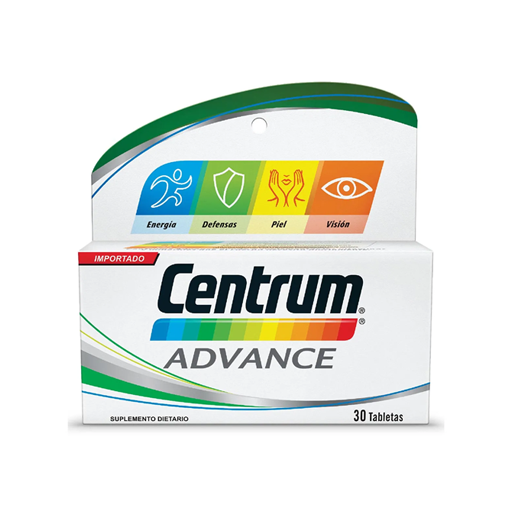 Energía Defensas Piel Visión
IMPORTADO
Centrum®
®
ADVANCE
SUPLEMENTO DIETARIO
30 Tabletas